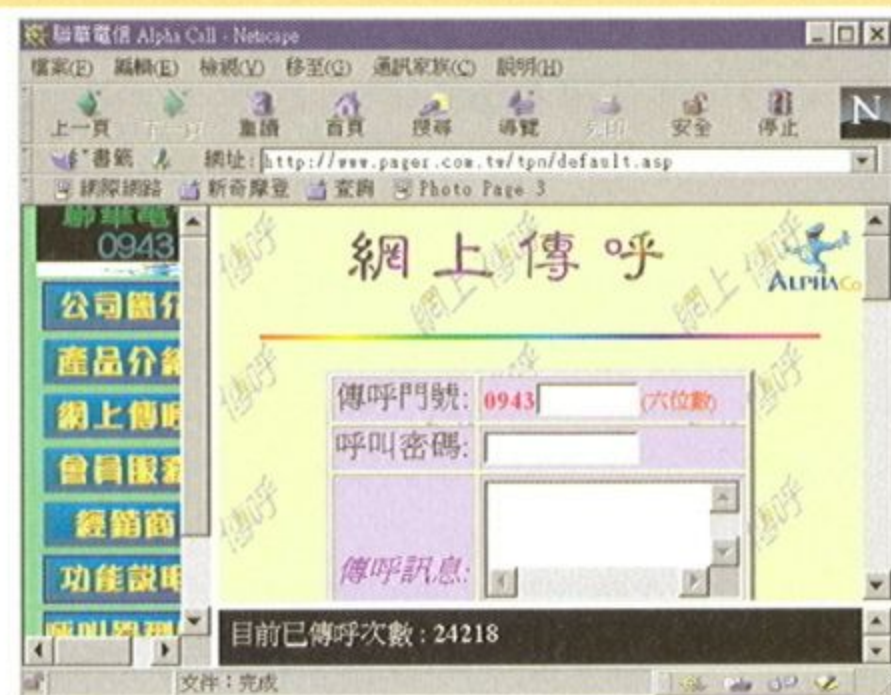 聯華電信 Alpha Call - Netscape
檔案(F) 編輯(E) 檢視(V) 移至(G) 通訊家族(C) 說明(H)
上一頁 下一頁 重讀 首頁 搜尋 導覽 列印 安全 停止 N
書籤 網址: http://www.pager.com.tw/tpn/default.asp
網際網路 新奇摩登 查詢 Photo Page 3
0943
公司簡介
產品介紹
網上傳呼
會員服務
經銷商
功能說明
網上傳呼
ALPHACo
傳呼門號: 0943 (六位數)
呼叫密碼:
傳呼訊息:
目前已傳呼次數 : 24218
文件：完成